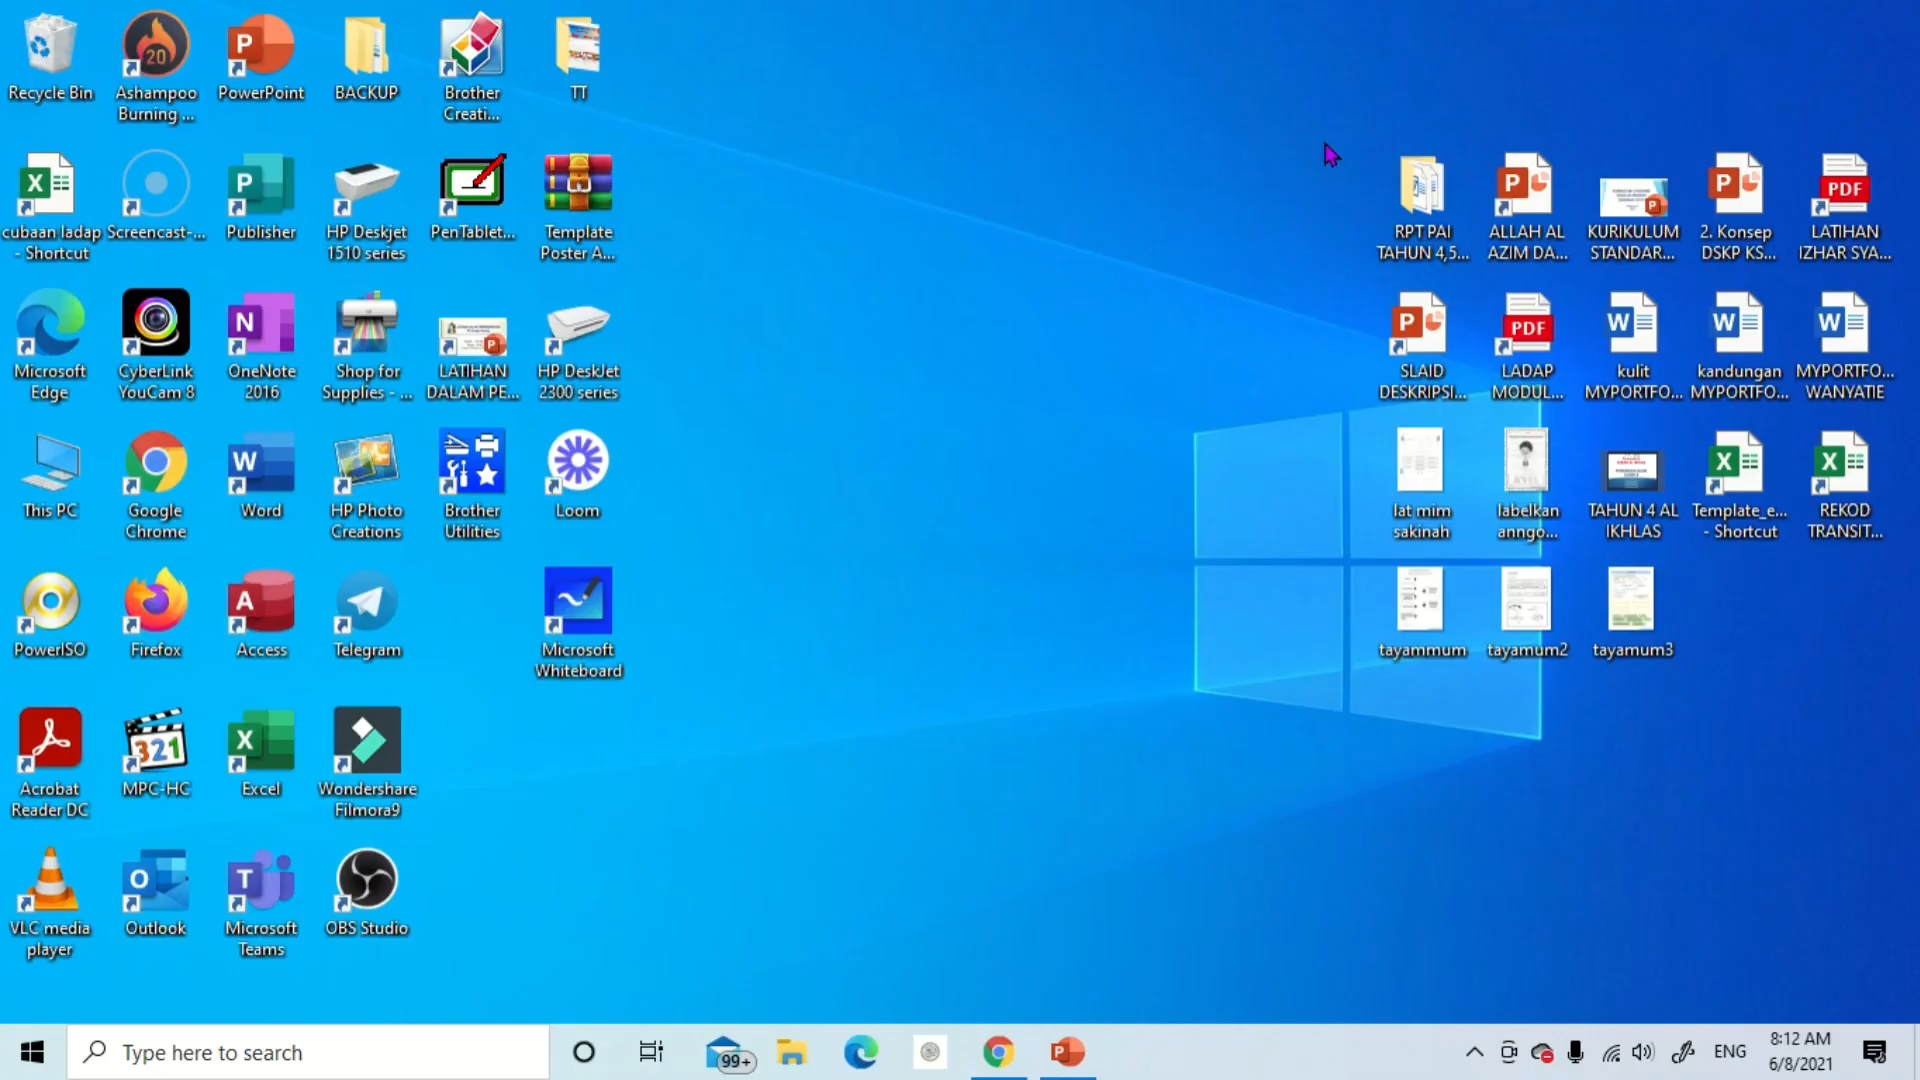 Recycle Bin
Ashampoo
Burning ...
PowerPoint
BACKUP
Brother
Creati...
TT
cubaan ladap
- Shortcut
Screencast-...
Publisher
HP Deskjet
1510 series
PenTablet...
Template
Poster A...
RPT PAI
TAHUN 4,5...
ALLAH AL
AZIM DA...
KURIKULUM
STANDAR...
2. Konsep
DSKP KS...
LATIHAN
IZHAR SYA...
Microsoft
Edge
CyberLink
YouCam 8
OneNote
2016
Shop for
Supplies - ...
LATIHAN
DALAM PE...
HP DeskJet
2300 series
SLAID
DESKRIPSI...
LADAP
MODUL...
kulit
MYPORTFO...
kandungan
MYPORTFO...
MYPORTFO...
WANYATIE
This PC
Google
Chrome
Word
HP Photo
Creations
Brother
Utilities
Loom
lat mim
sakinah
labelkan
anngo...
TAHUN 4 AL
IKHLAS
Template_e...
- Shortcut
REKOD
TRANSIT...
PowerISO
Firefox
Access
Telegram
Microsoft
Whiteboard
tayammum
tayamum2
tayamum3
Acrobat
Reader DC
MPC-HC
Excel
Wondershare
Filmora9
VLC media
player
Outlook
Microsoft
Teams
OBS Studio
Type here to search
99+
ENG
8:12 AM
6/8/2021